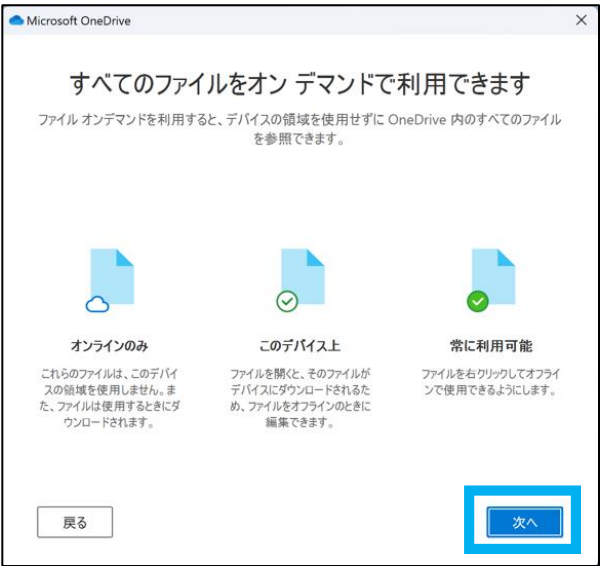 Microsoft OneDrive
すべてのファイルをオン デマンドで利用できます
ファイル オンデマンドを利用すると、デバイスの領域を使用せずに OneDrive 内のすべてのファイル
を参照できます。
オンラインのみ
これらのファイルは、このデバイ
スの領域を使用しません。ま
た、ファイルは使用するときにダ
ウンロードされます。
このデバイス上
ファイルを開くと、そのファイルが
デバイスにダウンロードされるた
め、ファイルをオフラインのときに
編集できます。
常に利用可能
ファイルを右クリックしてオフライ
ンで使用できるようにします。
戻る
次へ